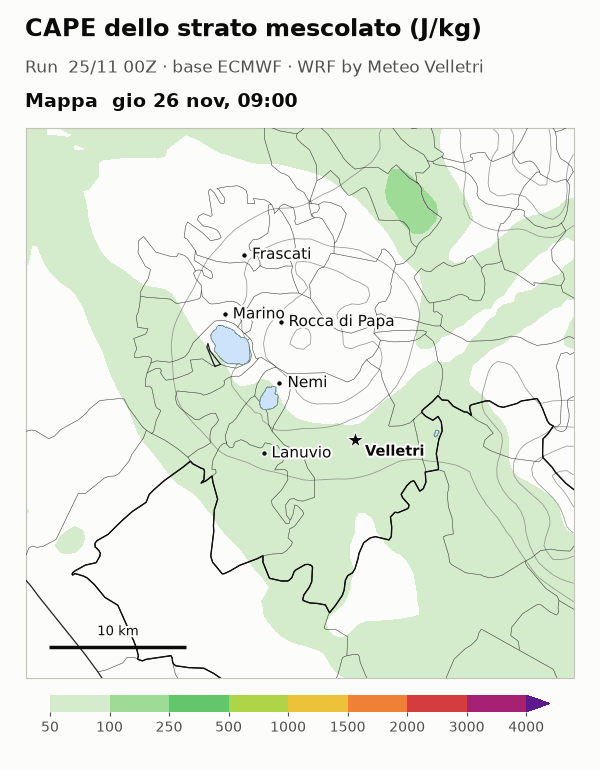 CAPE dello strato mescolato (J/kg)
Run  25/11 00Z · base ECMWF · WRF by Meteo Velletri
Mappa  gio 26 nov, 09:00
Frascati
Marino
Rocca di Papa
Nemi
Velletri
Lanuvio
10 km
50 100 250 500 1000 1500 2000 3000 4000